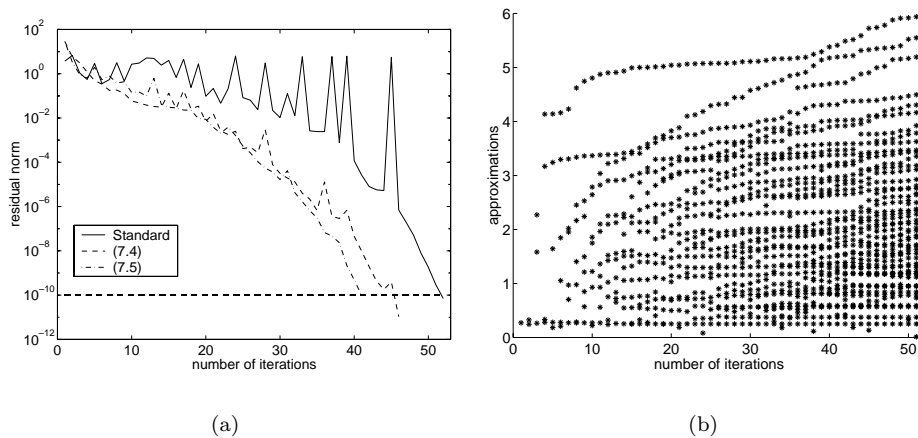 10^2
10^0
10^−2
10^−4
10^−6
10^−8
10^−10
10^−12
residual norm
Standard
(7.4)
(7.5)
0 10 20 30 40 50
number of iterations
(a)
6
5
4
3
2
1
0
approximations
0 10 20 30 40 50
number of iterations
(b)